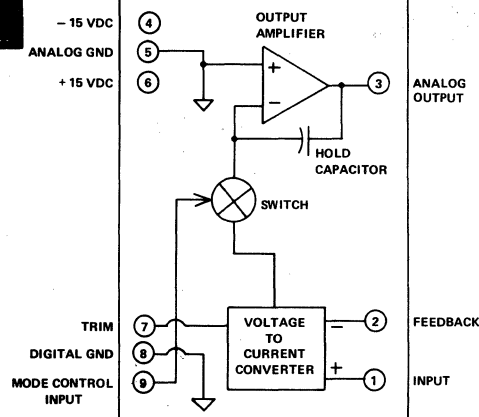 − 15 VDC 4
ANALOG GND 5
+ 15 VDC 6
OUTPUT
AMPLIFIER
+
−
3 ANALOG
OUTPUT
HOLD
CAPACITOR
SWITCH
TRIM 7
DIGITAL GND 8
MODE CONTROL 9
INPUT
VOLTAGE
TO
CURRENT
CONVERTER
−
+
2 FEEDBACK
1 INPUT